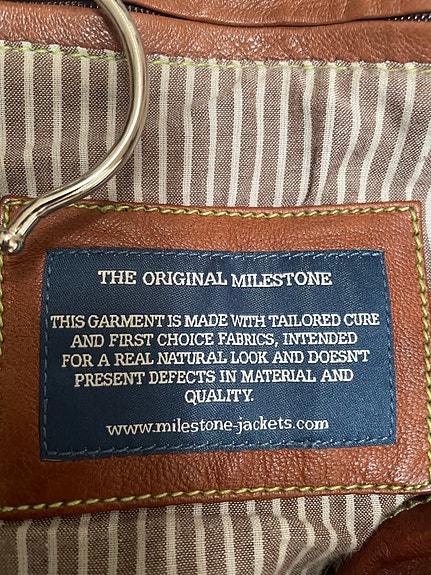 THE ORIGINAL MILESTONE
THIS GARMENT IS MADE WITH TAILORED CURE
AND FIRST CHOICE FABRICS, INTENDED
FOR A REAL NATURAL LOOK AND DOESN'T
PRESENT DEFECTS IN MATERIAL AND
QUALITY.
www.milestone-jackets.com